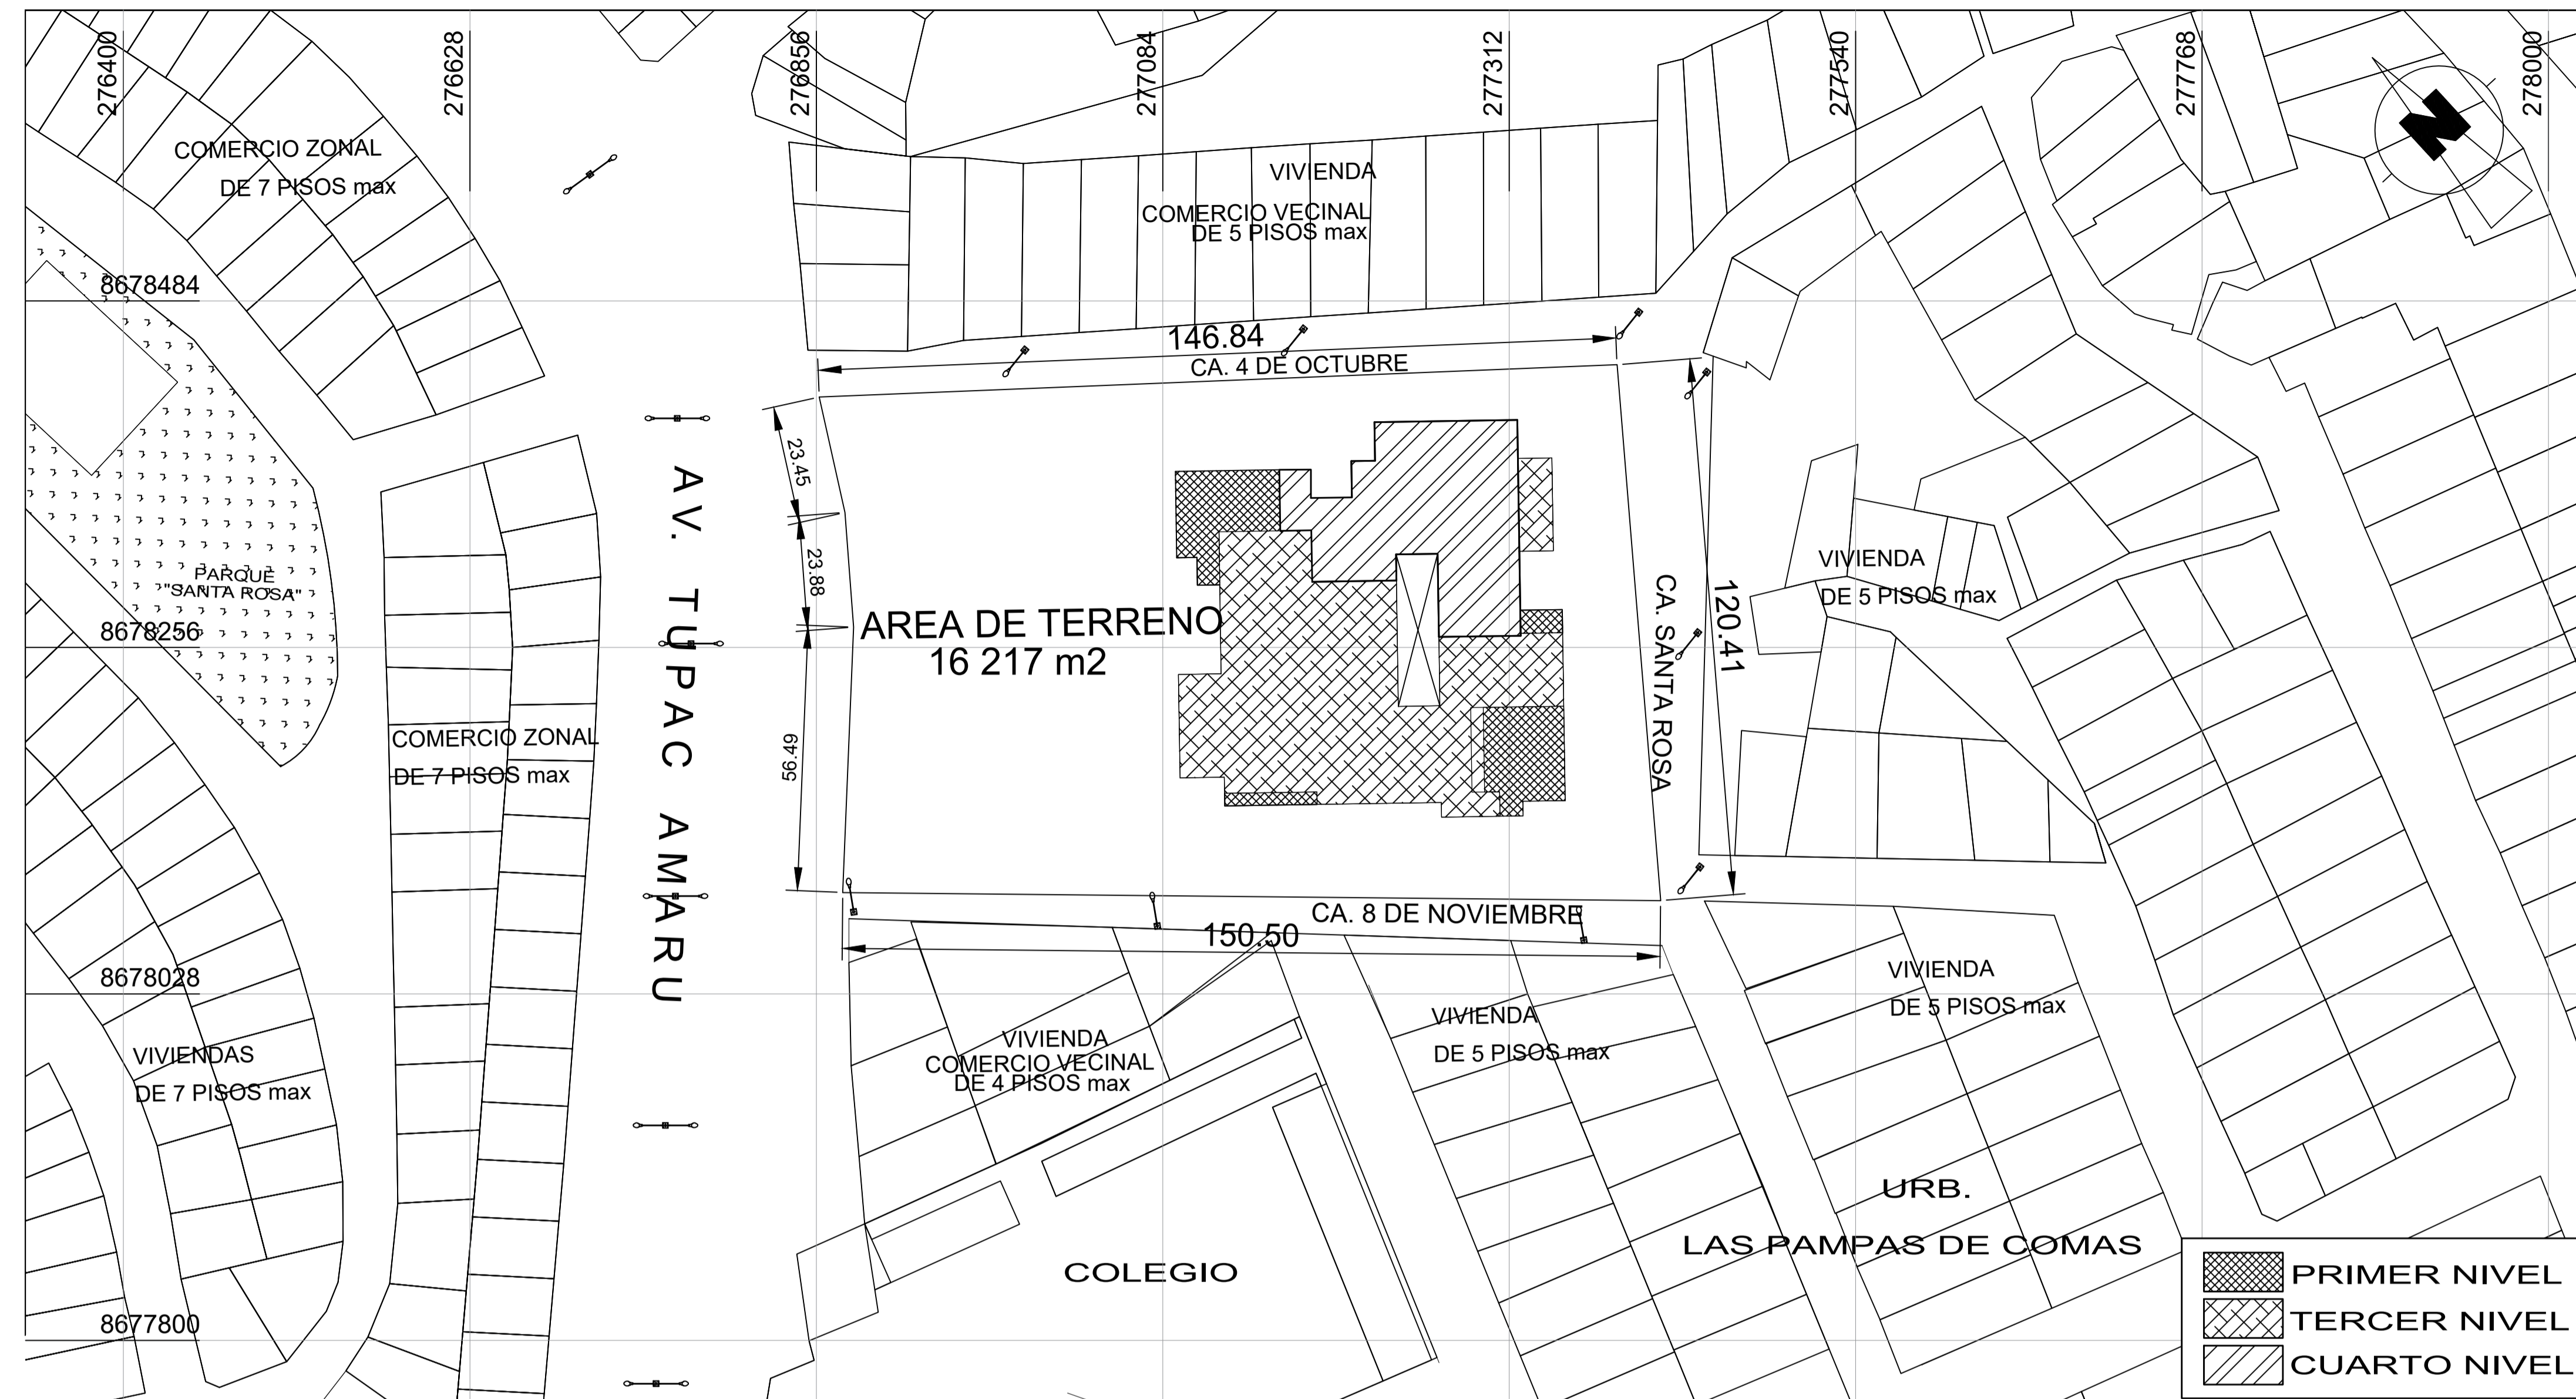 276400
276628
276856
277084
277312
277540
277768
278000
N
COMERCIO ZONAL
DE 7 PISOS max
VIVIENDA
COMERCIO VECINAL
DE 5 PISOS max
8678484
146.84
CA. 4 DE OCTUBRE
23.45
23.88
56.49
AV. TUPAC AMARU
PARQUE
"SANTA ROSA"
8678256
AREA DE TERRENO
16 217 m2
CA. SANTA ROSA
120.41
VIVIENDA
DE 5 PISOS max
COMERCIO ZONAL
DE 7 PISOS max
CA. 8 DE NOVIEMBRE
150.50
8678028
VIVIENDAS
DE 7 PISOS max
VIVIENDA
COMERCIO VECINAL
DE 4 PISOS max
VIVIENDA
DE 5 PISOS max
VIVIENDA
DE 5 PISOS max
URB.
LAS PAMPAS DE COMAS
COLEGIO
8677800
PRIMER NIVEL
TERCER NIVEL
CUARTO NIVEL